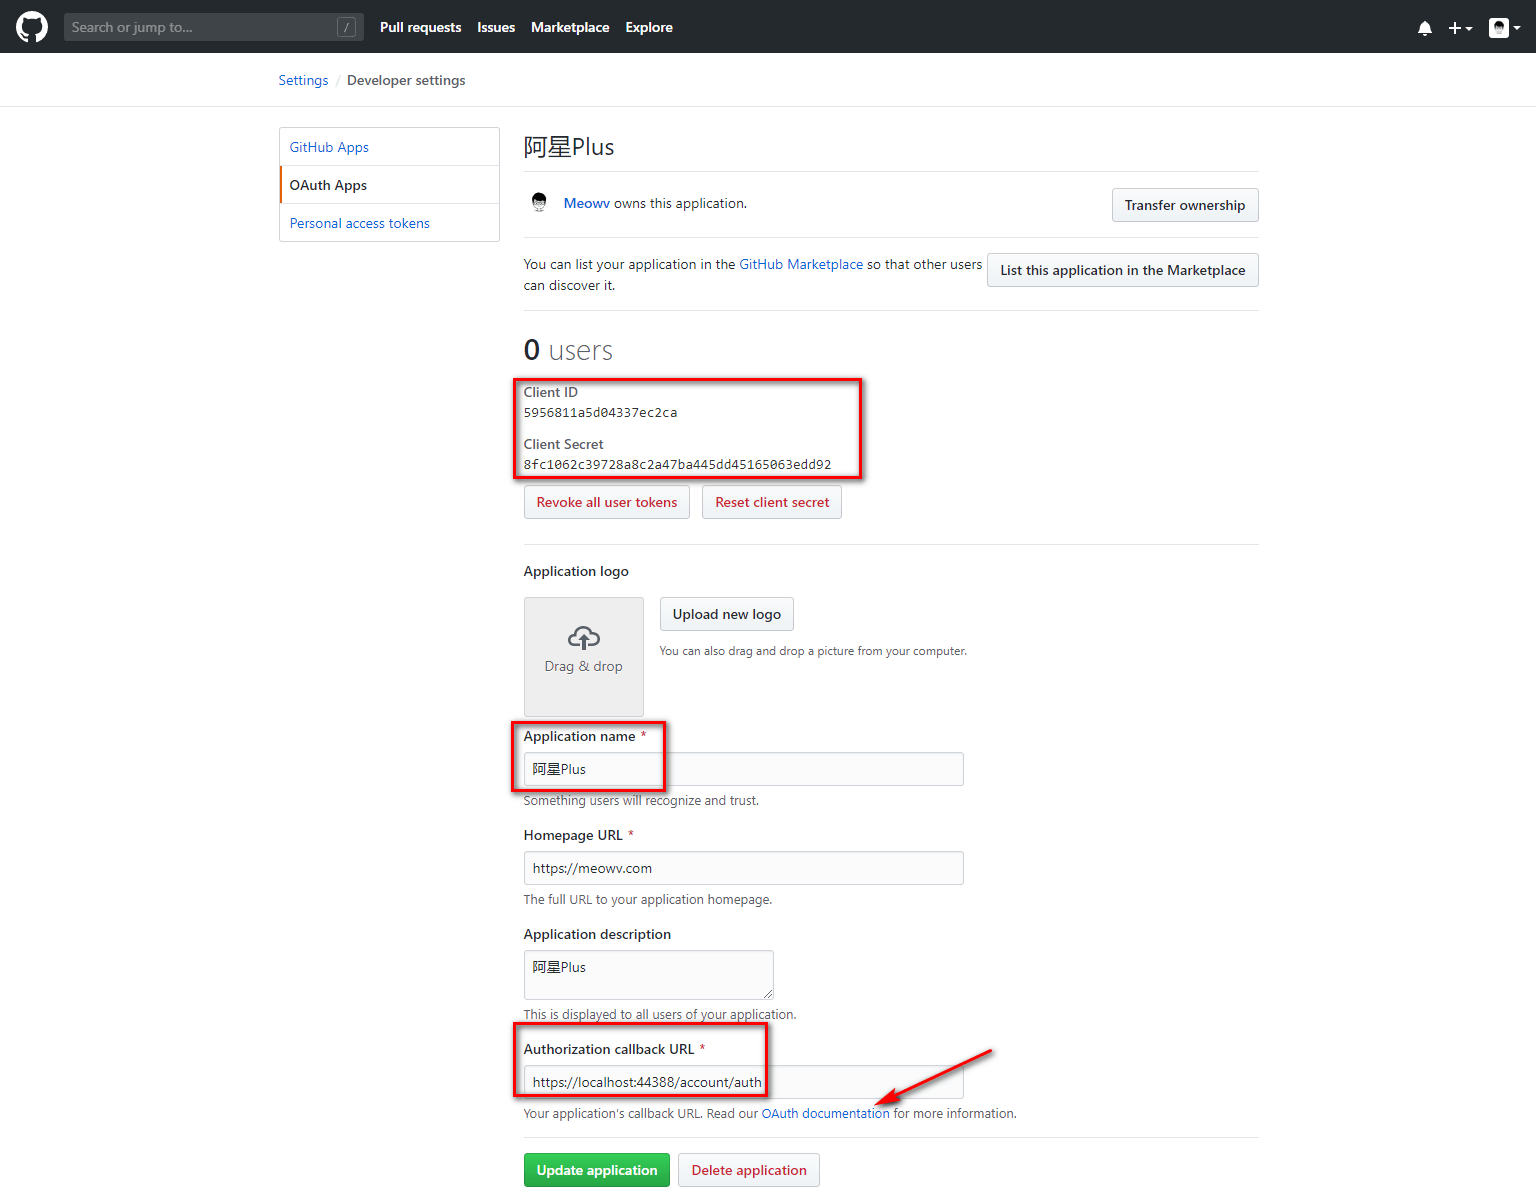 Search or jump to... /
Pull requests Issues Marketplace Explore
Settings / Developer settings
GitHub Apps
OAuth Apps
Personal access tokens
阿星Plus
Meowv owns this application.
Transfer ownership
You can list your application in the GitHub Marketplace so that other users
can discover it.
List this application in the Marketplace
0 users
Client ID
5956811a5d04337ec2ca
Client Secret
8fc1062c39728a8c2a47ba445dd45165063edd92
Revoke all user tokens
Reset client secret
Application logo
Drag & drop
Upload new logo
You can also drag and drop a picture from your computer.
Application name *
阿星Plus
Something users will recognize and trust.
Homepage URL *
https://meowv.com
The full URL to your application homepage.
Application description
阿星Plus
This is displayed to all users of your application.
Authorization callback URL *
https://localhost:44388/account/auth
Your application's callback URL. Read our OAuth documentation for more information.
Update application
Delete application